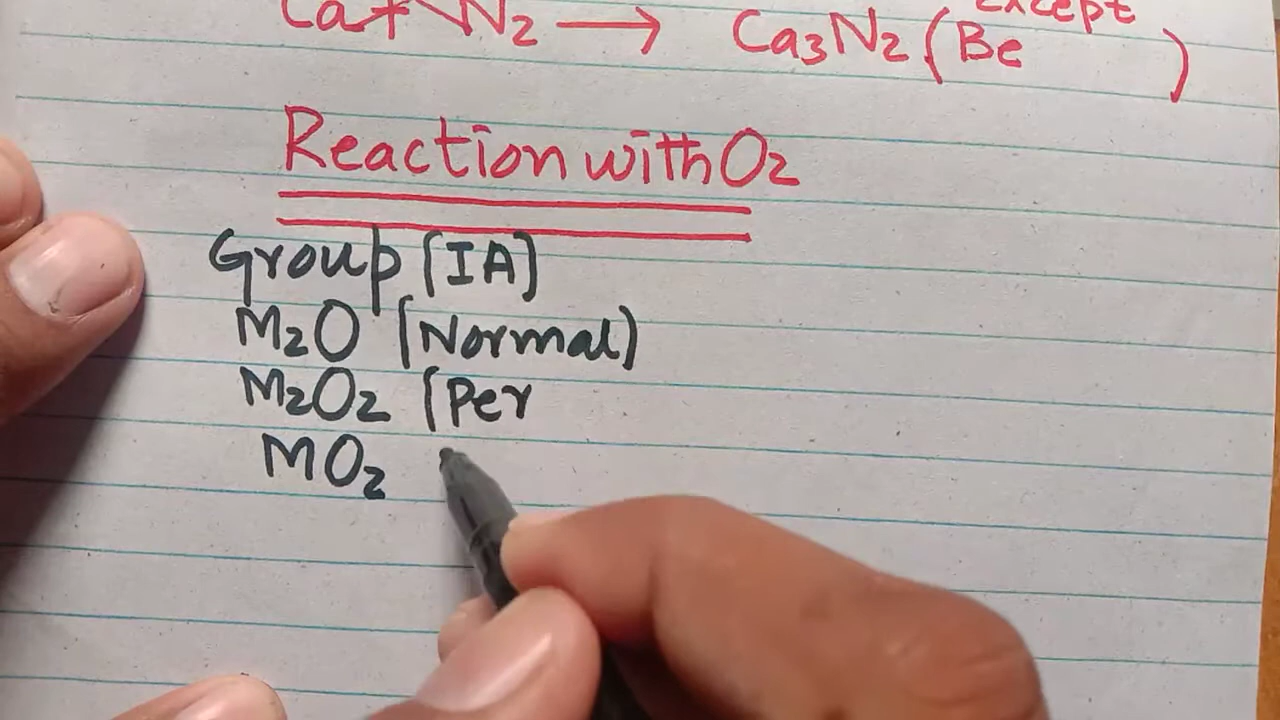 Ca + N2 → Ca3N2 (Be except)
Reaction with O2
Group [IA]
M2O (Normal)
M2O2 (Per
MO2